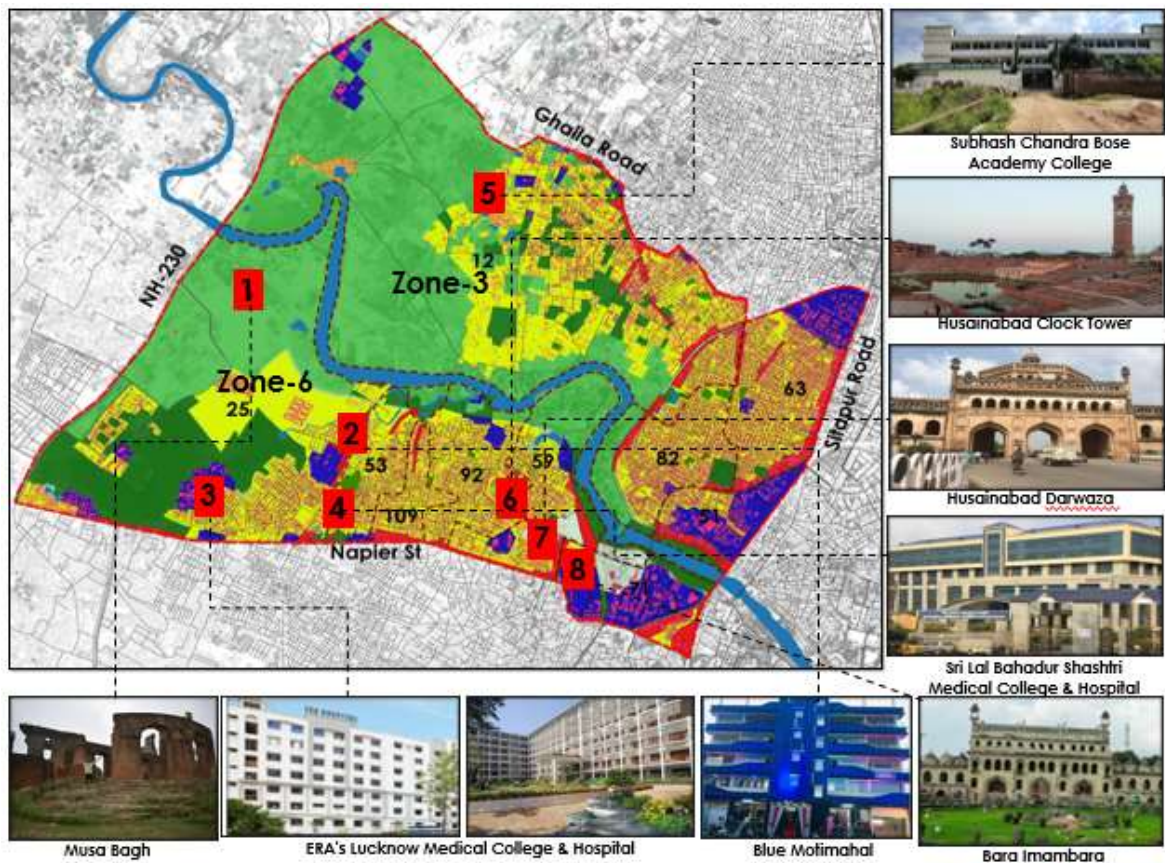 Subhash Chandra Bose
Academy College
Ghaila Road
5
12
Husainabad Clock Tower
NH-230
Zone-3
1
Zone-6
25
63
Sitapur Road
2
53
92
59
82
Husainabad Darwaza
3
4
109
6
51
Napier St
7
8
Sri Lal Bahadur Shashtri
Medical College & Hospital
Musa Bagh
ERA's Lucknow Medical College & Hospital
Blue Motimahal
Bara Imambara